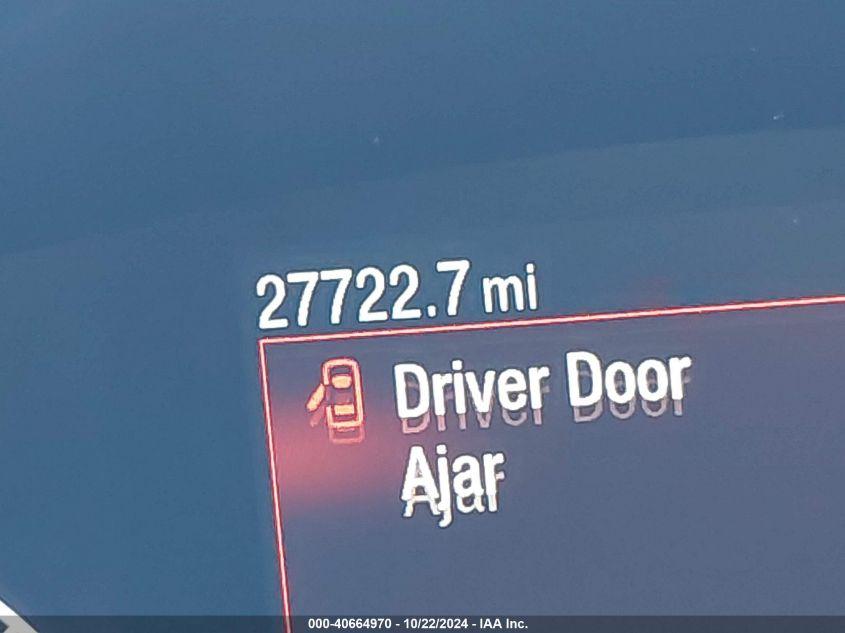 27722.7 mi
Driver Door
Ajar
000-40664970 - 10/22/2024 - IAA Inc.